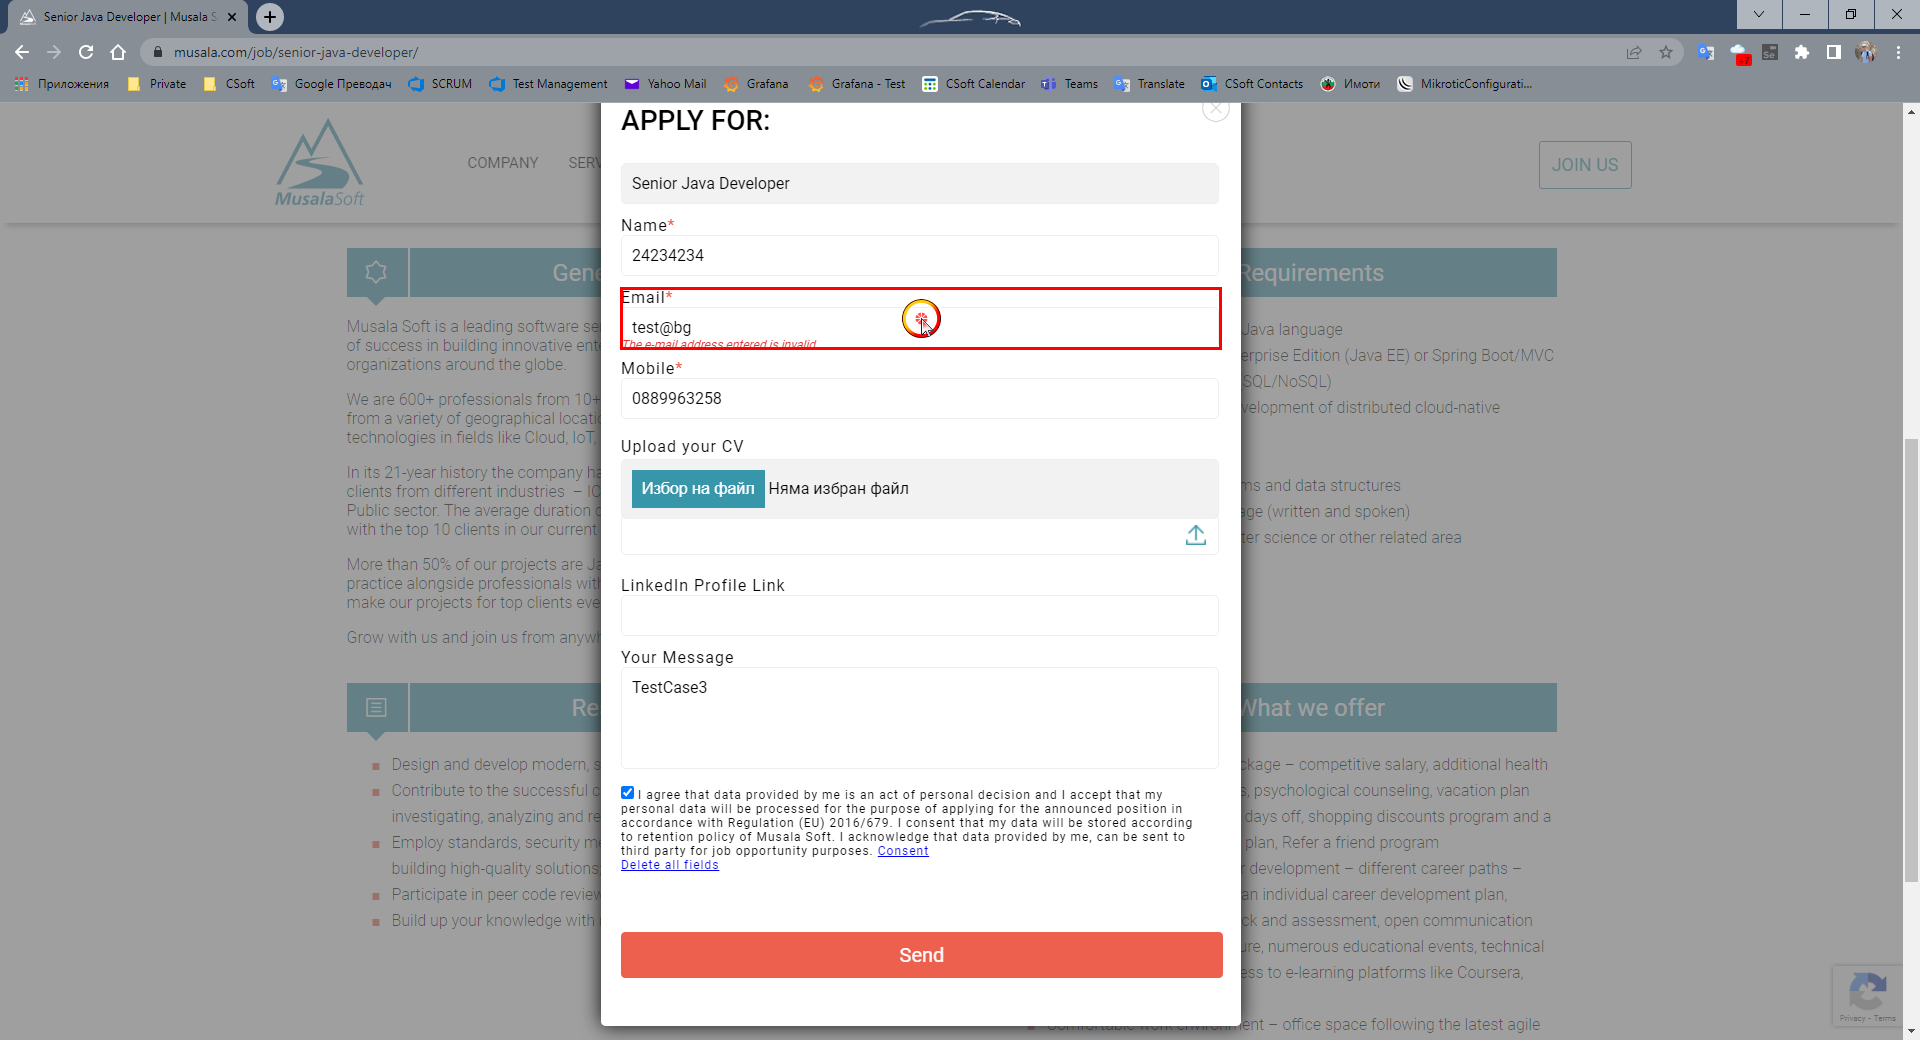 Senior Java Developer | Musala S
musala.com/job/senior-java-developer/
Приложения
Private
CSoft
Google Преводач
SCRUM
Test Management
Yahoo Mail
Grafana
Grafana - Test
CSoft Calendar
Teams
Translate
CSoft Contacts
Имоти
MikroticConfigurati...
MusalaSoft
COMPANY
SERV
JOIN US
APPLY FOR:
Senior Java Developer
Name*
24234234
Email*
test@bg
The e-mail address entered is invalid
Mobile*
0889963258
Upload your CV
Избор на файл Няма избран файл
LinkedIn Profile Link
Your Message
TestCase3
I agree that data provided by me is an act of personal decision and I accept that my
personal data will be processed for the purpose of applying for the announced position in
accordance with Regulation (EU) 2016/679. I consent that my data will be stored according
to retention policy of Musala Soft. I acknowledge that data provided by me, can be sent to
third party for job opportunity purposes. Consent
Delete all fields
Send
Gene
Musala Soft is a leading software se
of success in building innovative ente
organizations around the globe.
We are 600+ professionals from 10+
from a variety of geographical locatio
technologies in fields like Cloud, IoT,
In its 21-year history the company ha
clients from different industries – IC
Public sector. The average duration o
with the top 10 clients in our current
More than 50% of our projects are Ja
practice alongside professionals with
make our projects for top clients eve
Grow with us and join us from anywh
Requirements
Java language
erprise Edition (Java EE) or Spring Boot/MVC
SQL/NoSQL)
velopment of distributed cloud-native
ms and data structures
age (written and spoken)
ter science or other related area
Re
Design and develop modern, s
Contribute to the successful c
investigating, analyzing and re
Employ standards, security me
building high-quality solutions,
Participate in peer code review
Build up your knowledge with
What we offer
ckage – competitive salary, additional health
s, psychological counseling, vacation plan
days off, shopping discounts program and a
plan, Refer a friend program
r development – different career paths –
an individual career development plan,
ck and assessment, open communication
ure, numerous educational events, technical
ess to e-learning platforms like Coursera,
Comfortable work environment – office space following the latest agile
Privacy - Terms